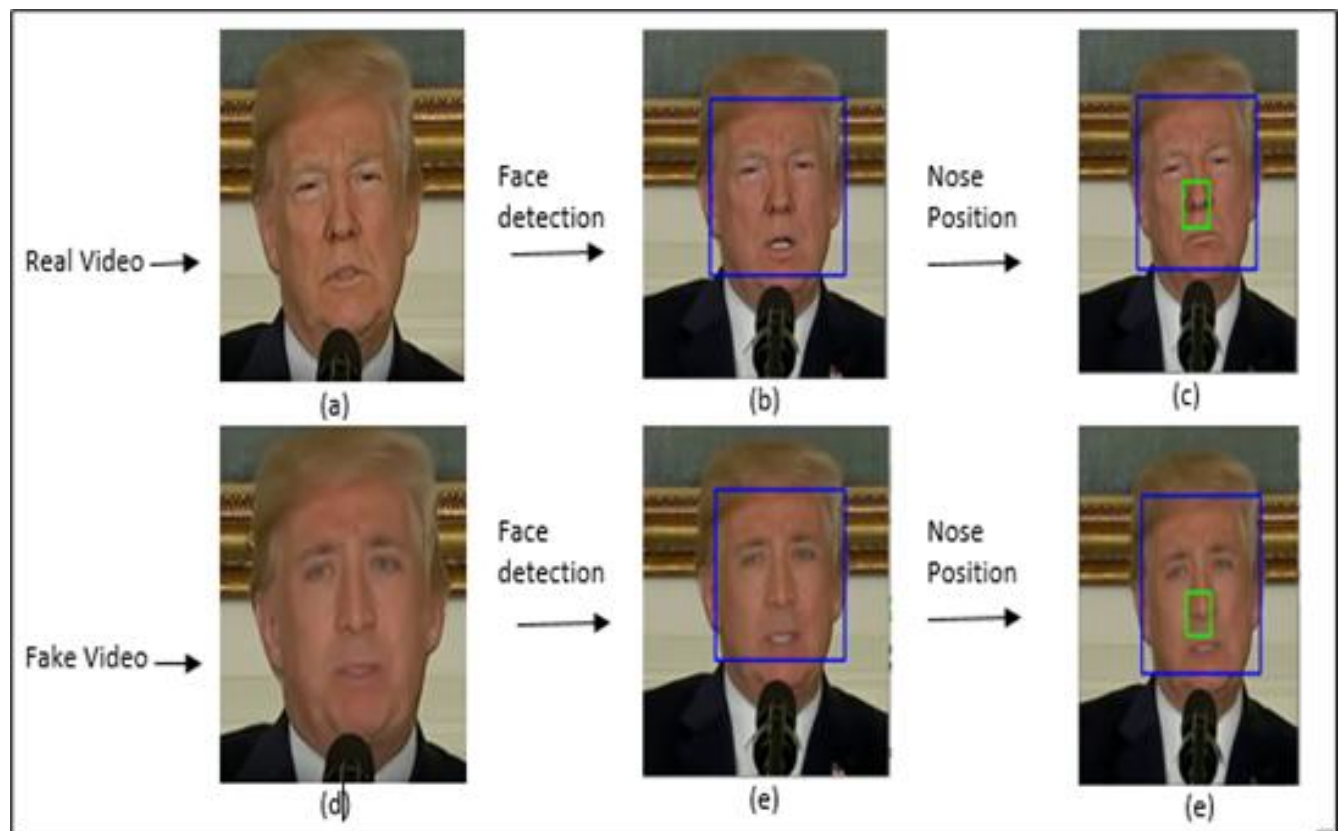 Real Video
Face
detection
Nose
Position
(a)
(b)
(c)
Fake Video
Face
detection
Nose
Position
(d)
(e)
(e)